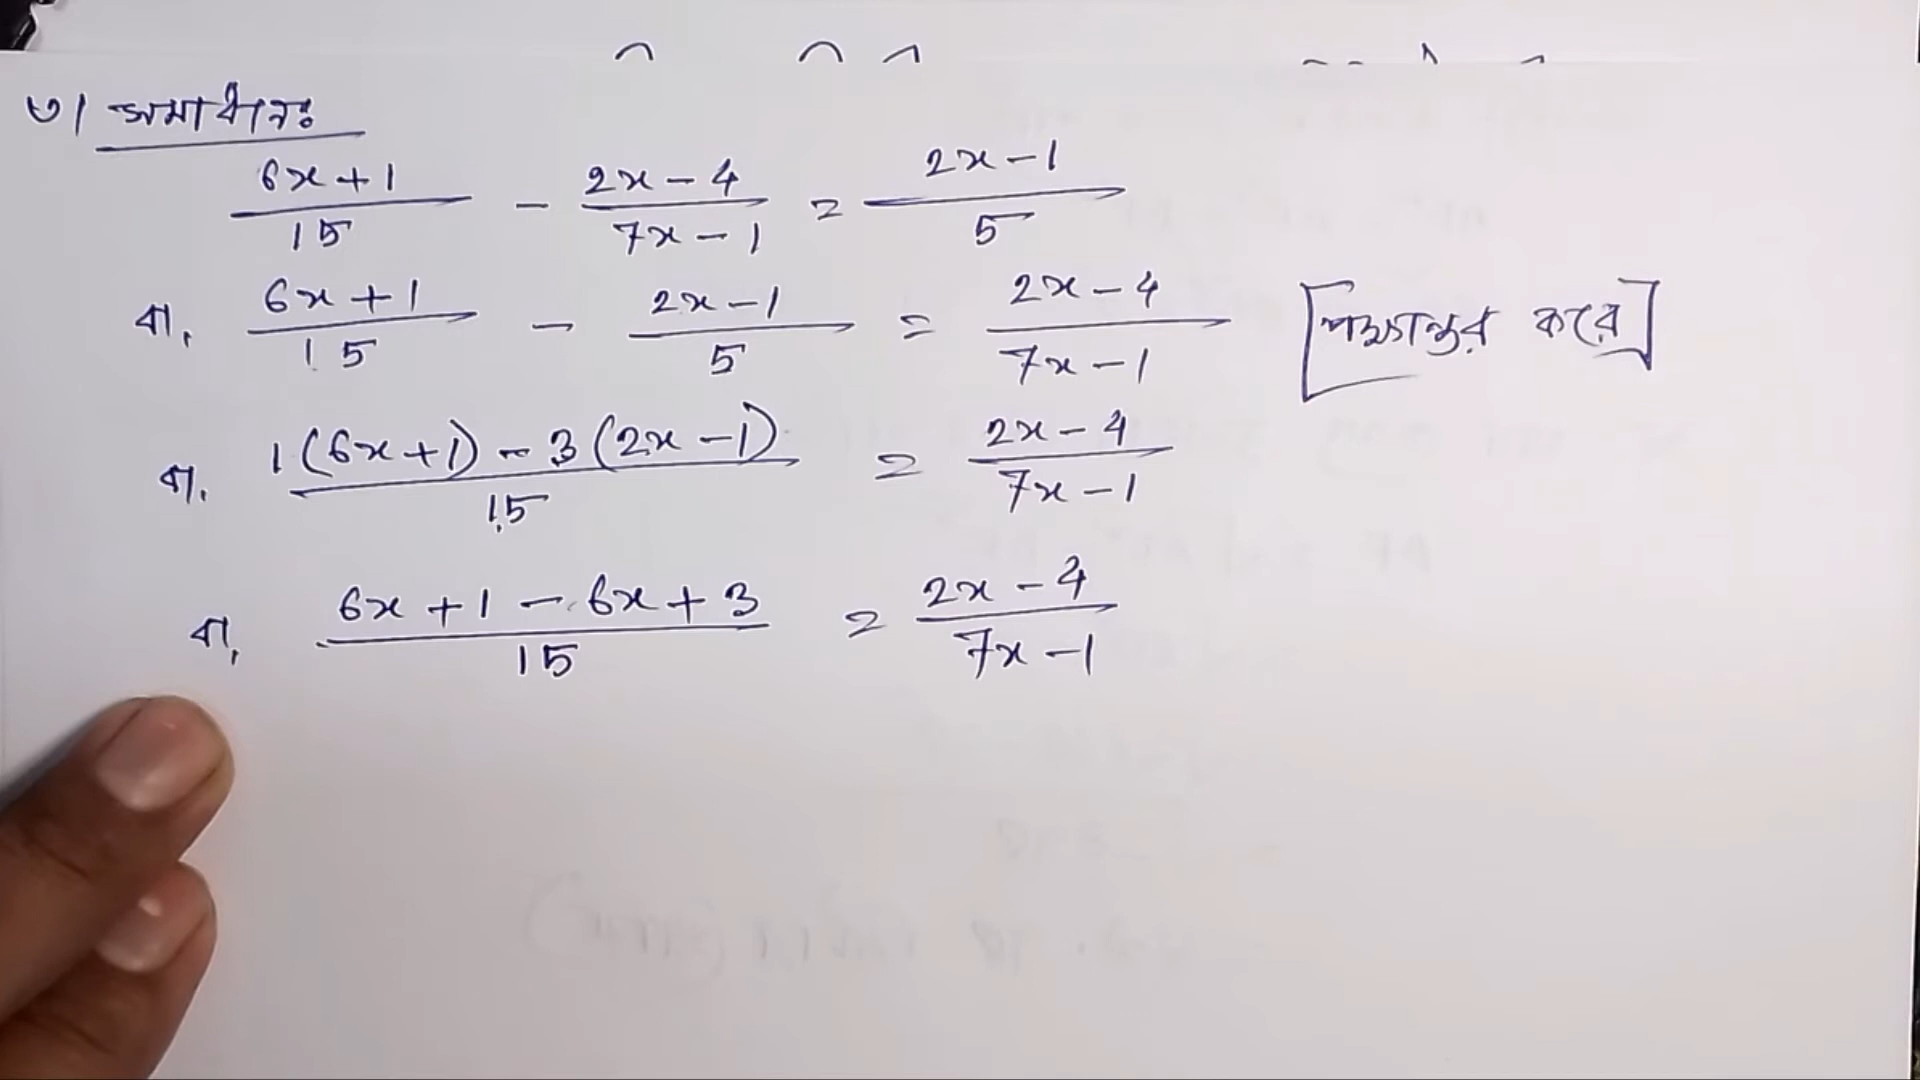 ৩। সমাধানঃ
(6x+1)/15 - (2x-4)/(7x-1) = (2x-1)/5
বা, (6x+1)/15 - (2x-1)/5 = (2x-4)/(7x-1) [পক্ষান্তর করে]
বা, (1(6x+1) - 3(2x-1))/15 = (2x-4)/(7x-1)
বা, (6x+1-6x+3)/15 = (2x-4)/(7x-1)